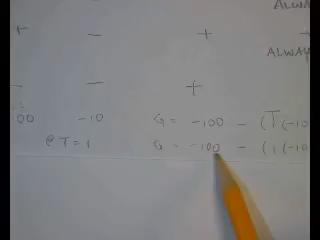 ALWA
+ − +
ALWAY
− − +
00 −10 G = −100 − (T(−10
@ T = 1 G = −100 − (1(−10